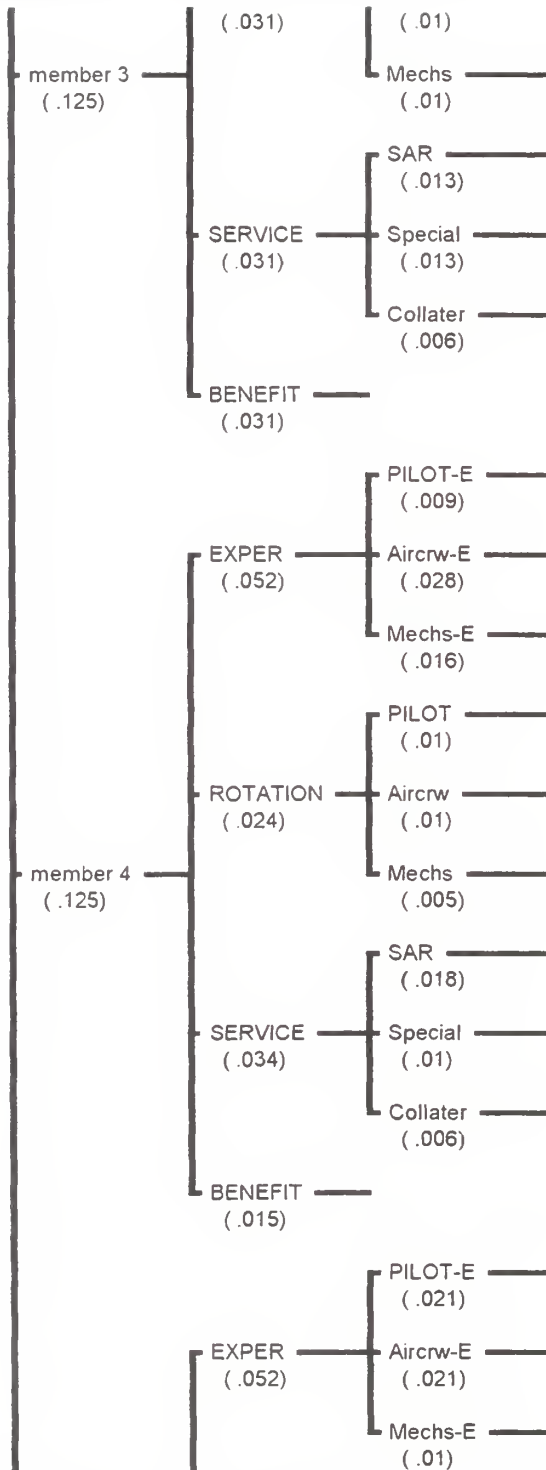 (.031) (.01)
member 3 Mechs
(.125) (.01)
SAR
(.013)
SERVICE Special
(.031) (.013)
Collater
(.006)
BENEFIT
(.031)
PILOT-E
(.009)
EXPER Aircrw-E
(.052) (.028)
Mechs-E
(.016)
PILOT
(.01)
ROTATION Aircrw
(.024) (.01)
member 4 Mechs
(.125) (.005)
SAR
(.018)
SERVICE Special
(.034) (.01)
Collater
(.006)
BENEFIT
(.015)
PILOT-E
(.021)
EXPER Aircrw-E
(.052) (.021)
Mechs-E
(.01)